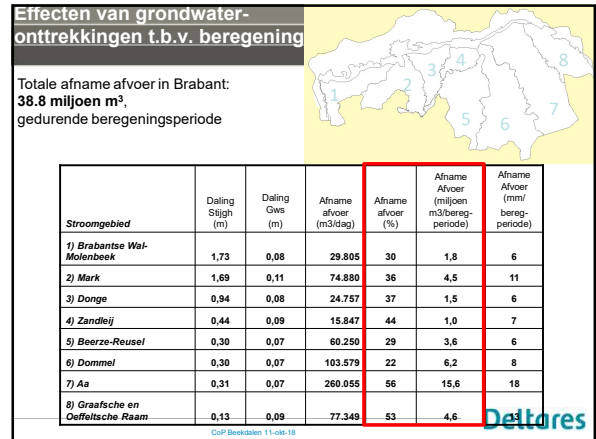 Effecten van grondwater-
onttrekkingen t.b.v. beregening
Totale afname afvoer in Brabant:
38.8 miljoen m³,
gedurende beregeningsperiode
1
2
3
4
5
6
7
8
Stroomgebied
Daling
Stijgh
(m)
Daling
Gws
(m)
Afname
afvoer
(m3/dag)
Afname
afvoer
(%)
Afname
Afvoer
(miljoen
m3/bereg-
periode)
Afname
Afvoer
(mm/
bereg-
periode)
1) Brabantse Wal-
Molenbeek 1,73 0,08 29.805 30 1,8 6
2) Mark 1,69 0,11 74.880 36 4,5 11
3) Donge 0,94 0,08 24.757 37 1,5 6
4) Zandleij 0,44 0,09 15.847 44 1,0 7
5) Beerze-Reusel 0,30 0,07 60.250 29 3,6 6
6) Dommel 0,30 0,07 103.579 22 6,2 8
7) Aa 0,31 0,07 260.055 56 15,6 18
8) Graafsche en
Oeffeltsche Raam 0,13 0,09 77.349 53 4,6 13
Deltares
CoP Beekdalen 11-okt-18